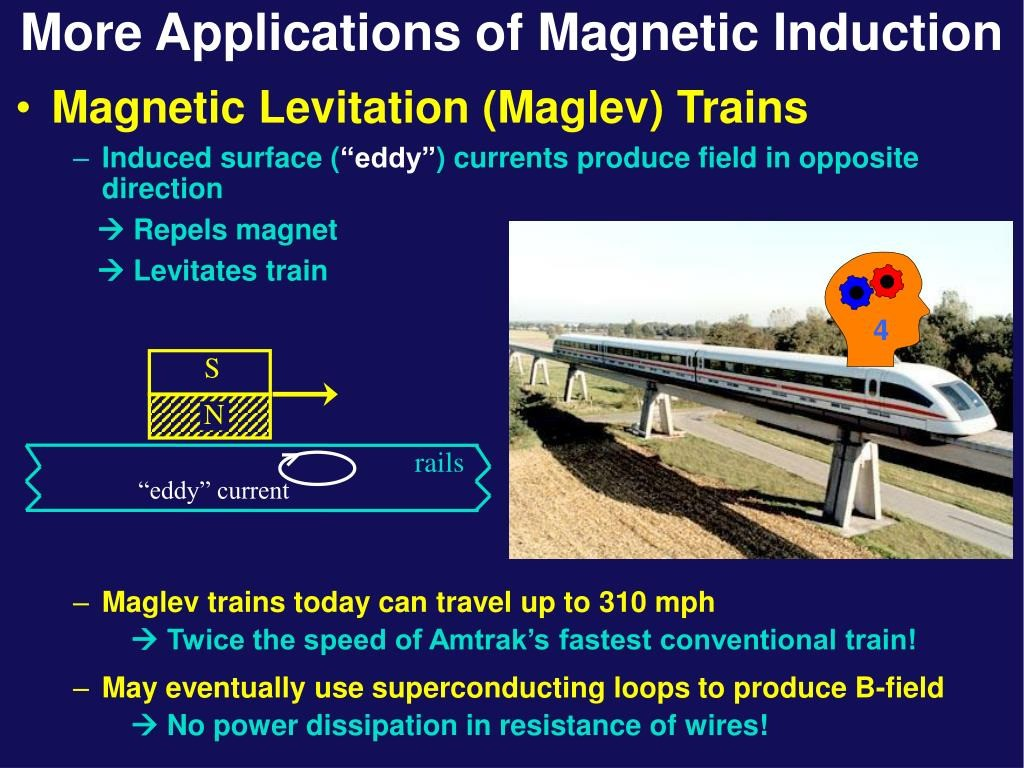 More Applications of Magnetic Induction
• Magnetic Levitation (Maglev) Trains
– Induced surface (“eddy”) currents produce field in opposite
direction
→ Repels magnet
→ Levitates train
4
S
N
rails
“eddy” current
– Maglev trains today can travel up to 310 mph
→ Twice the speed of Amtrak’s fastest conventional train!
– May eventually use superconducting loops to produce B-field
→ No power dissipation in resistance of wires!